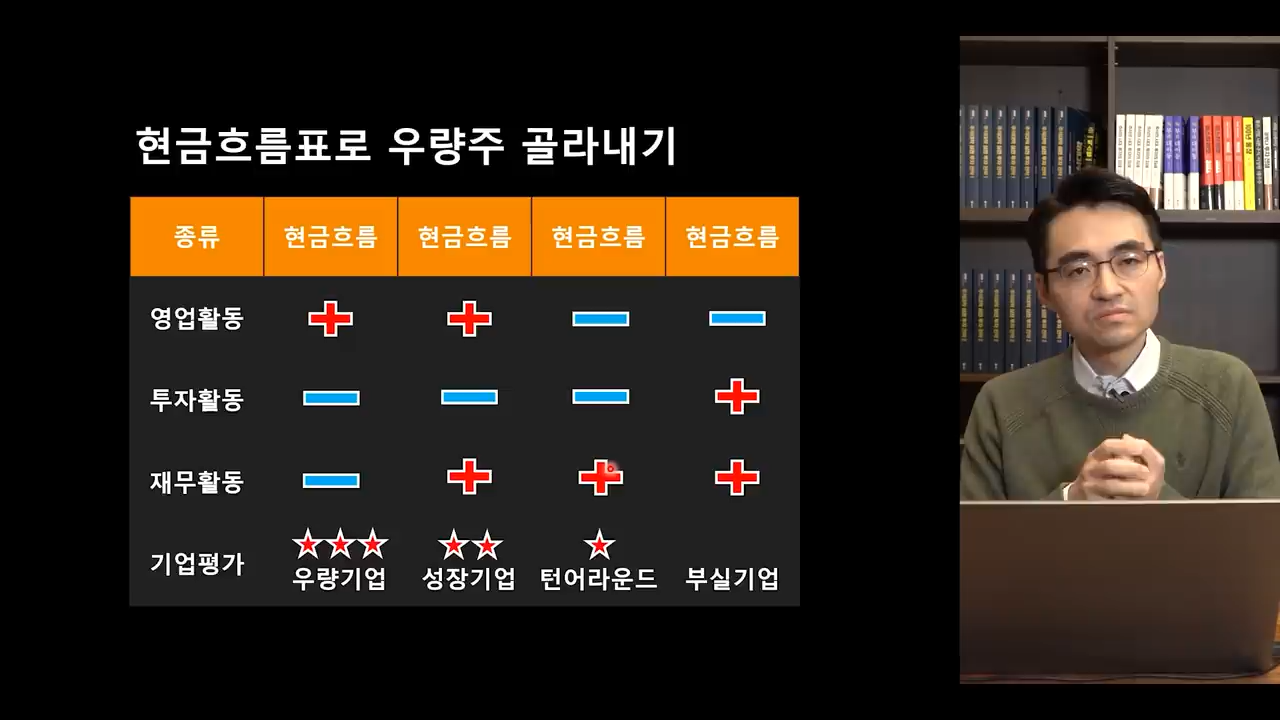 현금흐름표로 우량주 골라내기
종류 현금흐름 현금흐름 현금흐름 현금흐름
영업활동
투자활동
재무활동
기업평가 우량기업 성장기업 턴어라운드 부실기업